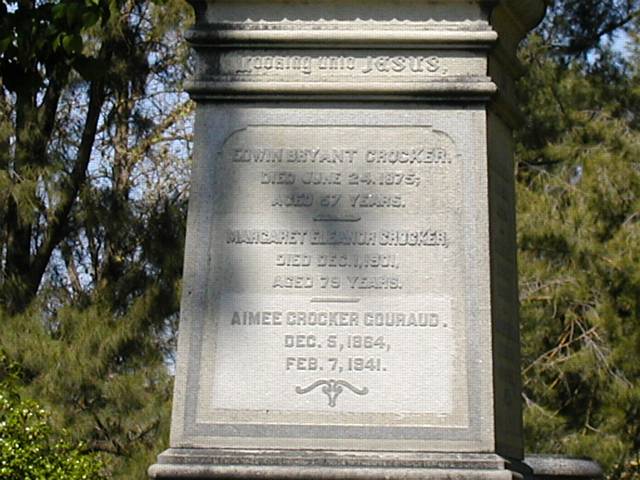 Looking unto JESUS,
EDWIN BRYANT CROCKER,
DIED JUNE 24, 1875,
AGED 57 YEARS.
MARGARET ELEANOR CROCKER,
DIED DEC. 1, 1901,
AGED 79 YEARS.
AIMEE CROCKER GOURAUD.
DEC. 5, 1864,
FEB. 7, 1941.